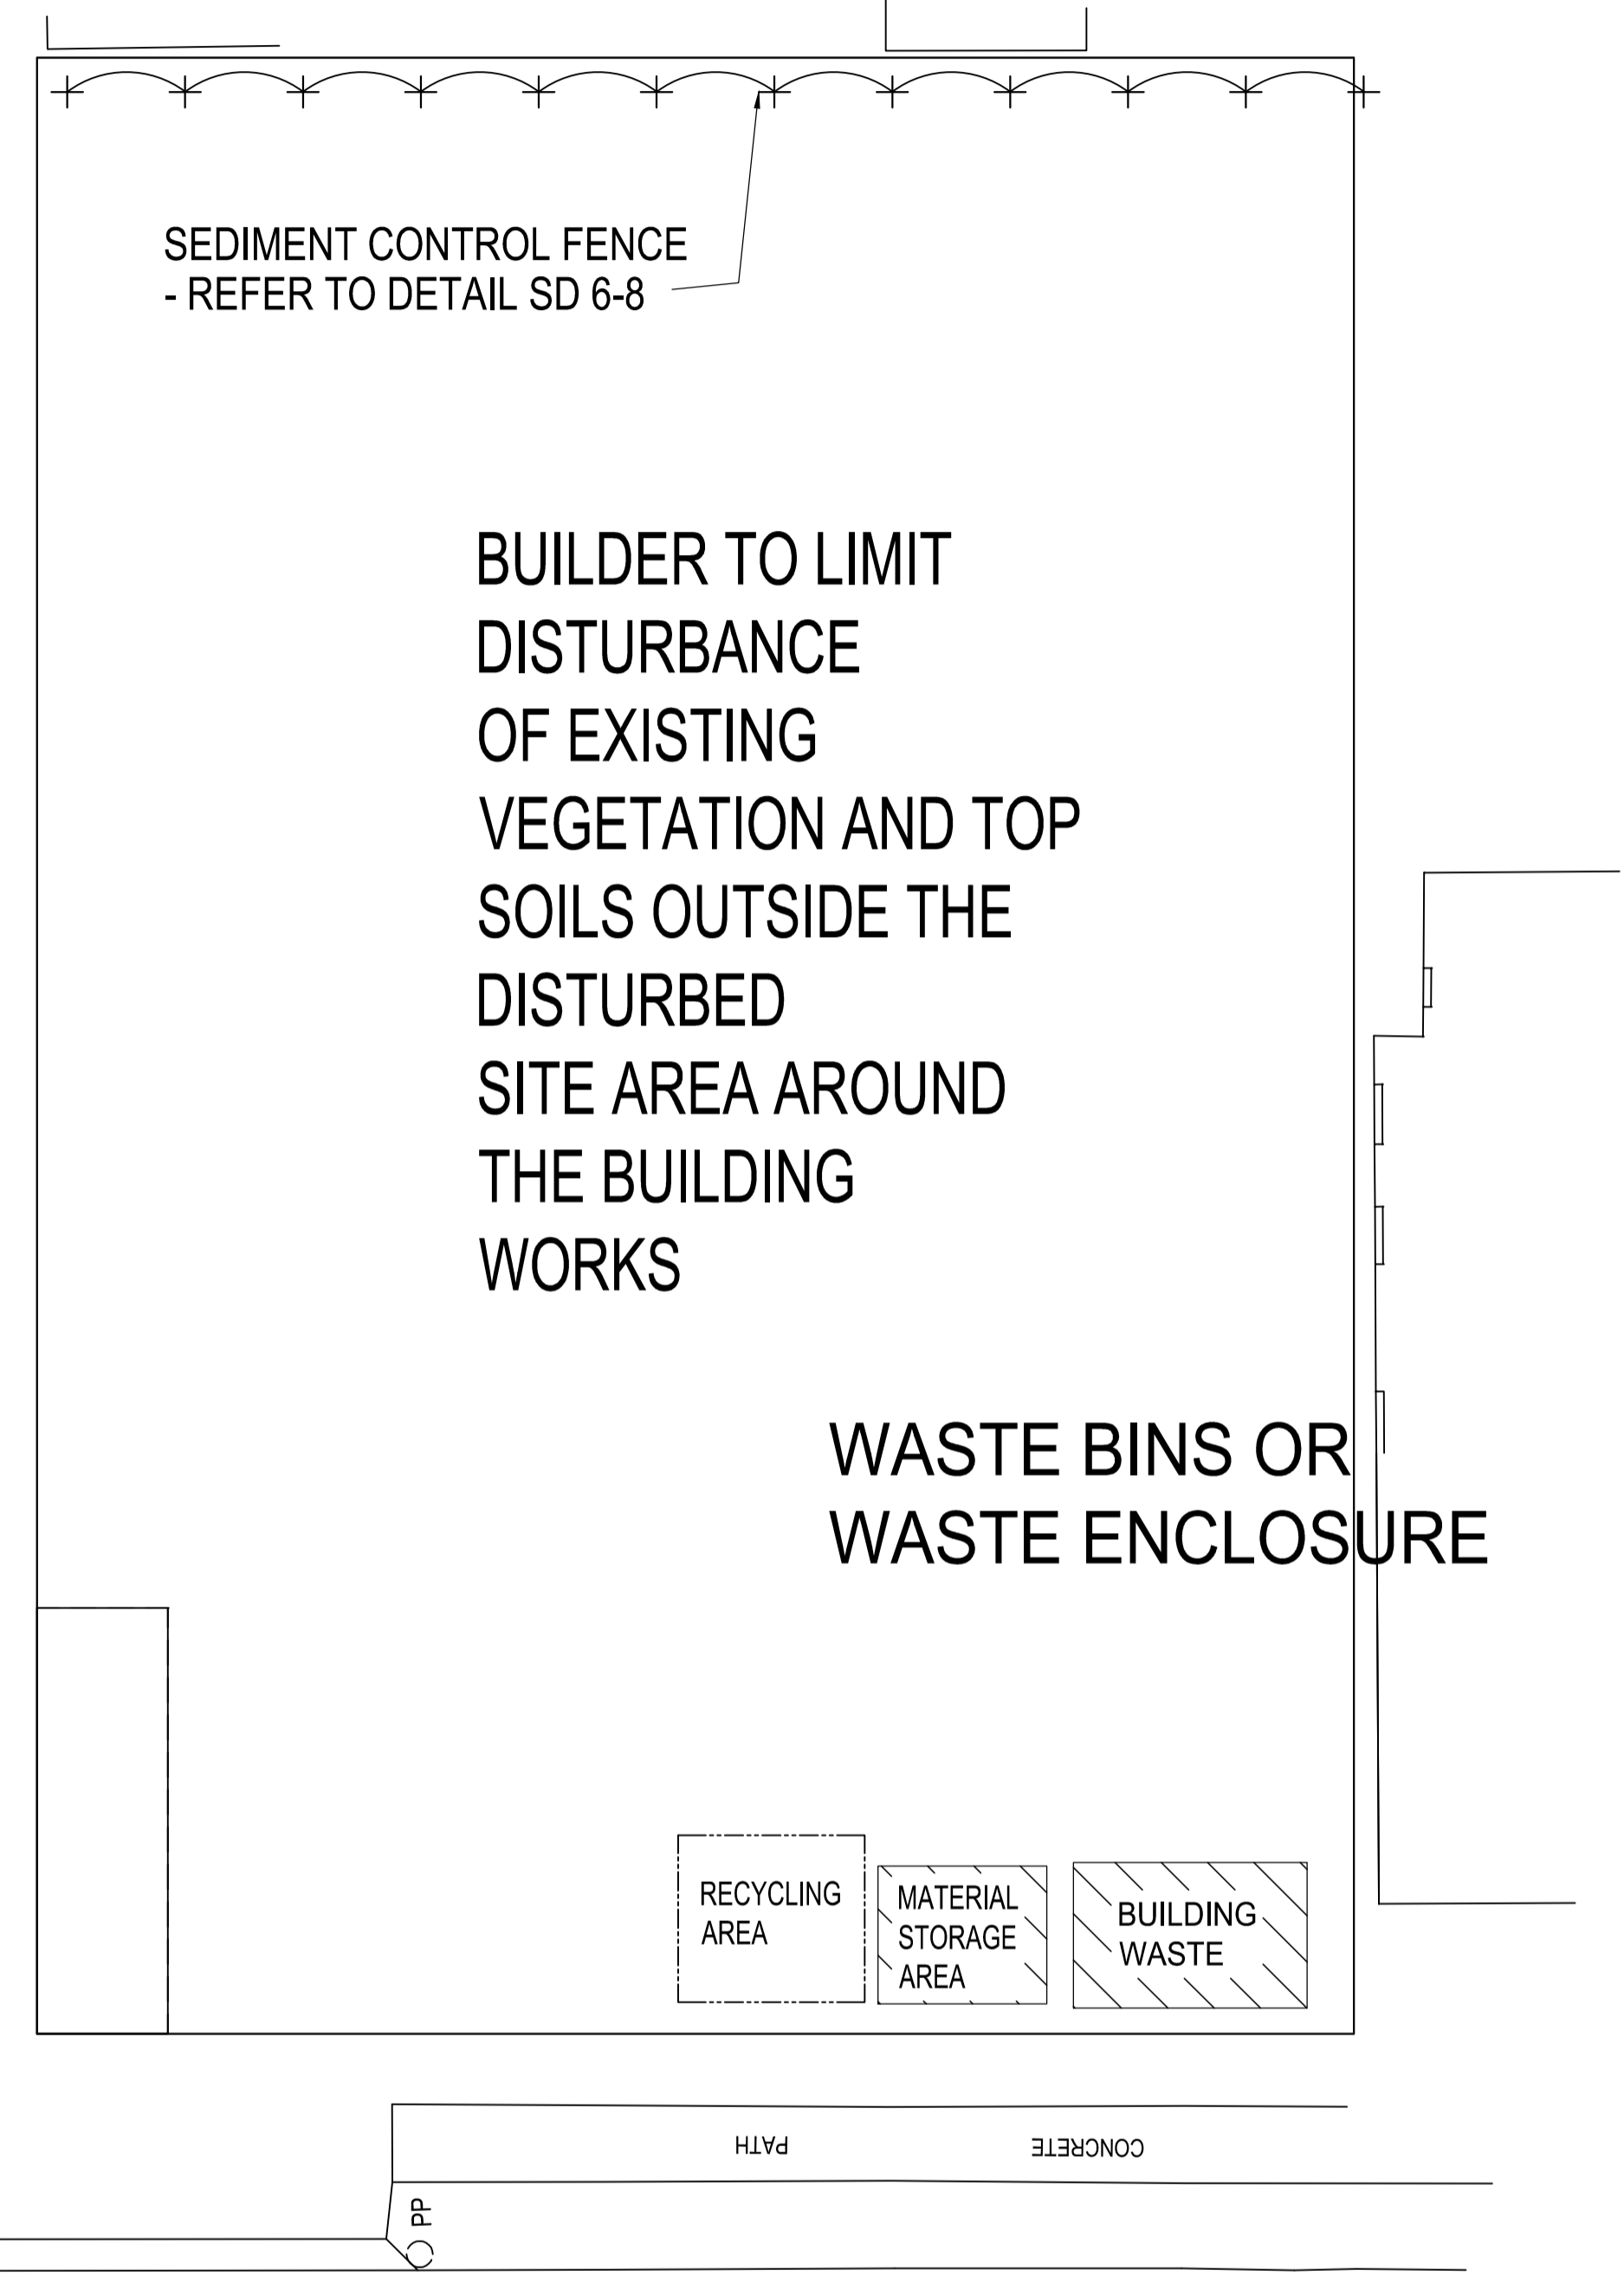 SEDIMENT CONTROL FENCE
- REFER TO DETAIL SD 6-8
BUILDER TO LIMIT
DISTURBANCE
OF EXISTING
VEGETATION AND TOP
SOILS OUTSIDE THE
DISTURBED
SITE AREA AROUND
THE BUILDING
WORKS
WASTE BINS OR
WASTE ENCLOSURE
RECYCLING
AREA
MATERIAL
STORAGE
AREA
BUILDING
WASTE
CONCRETE
PATH
PP